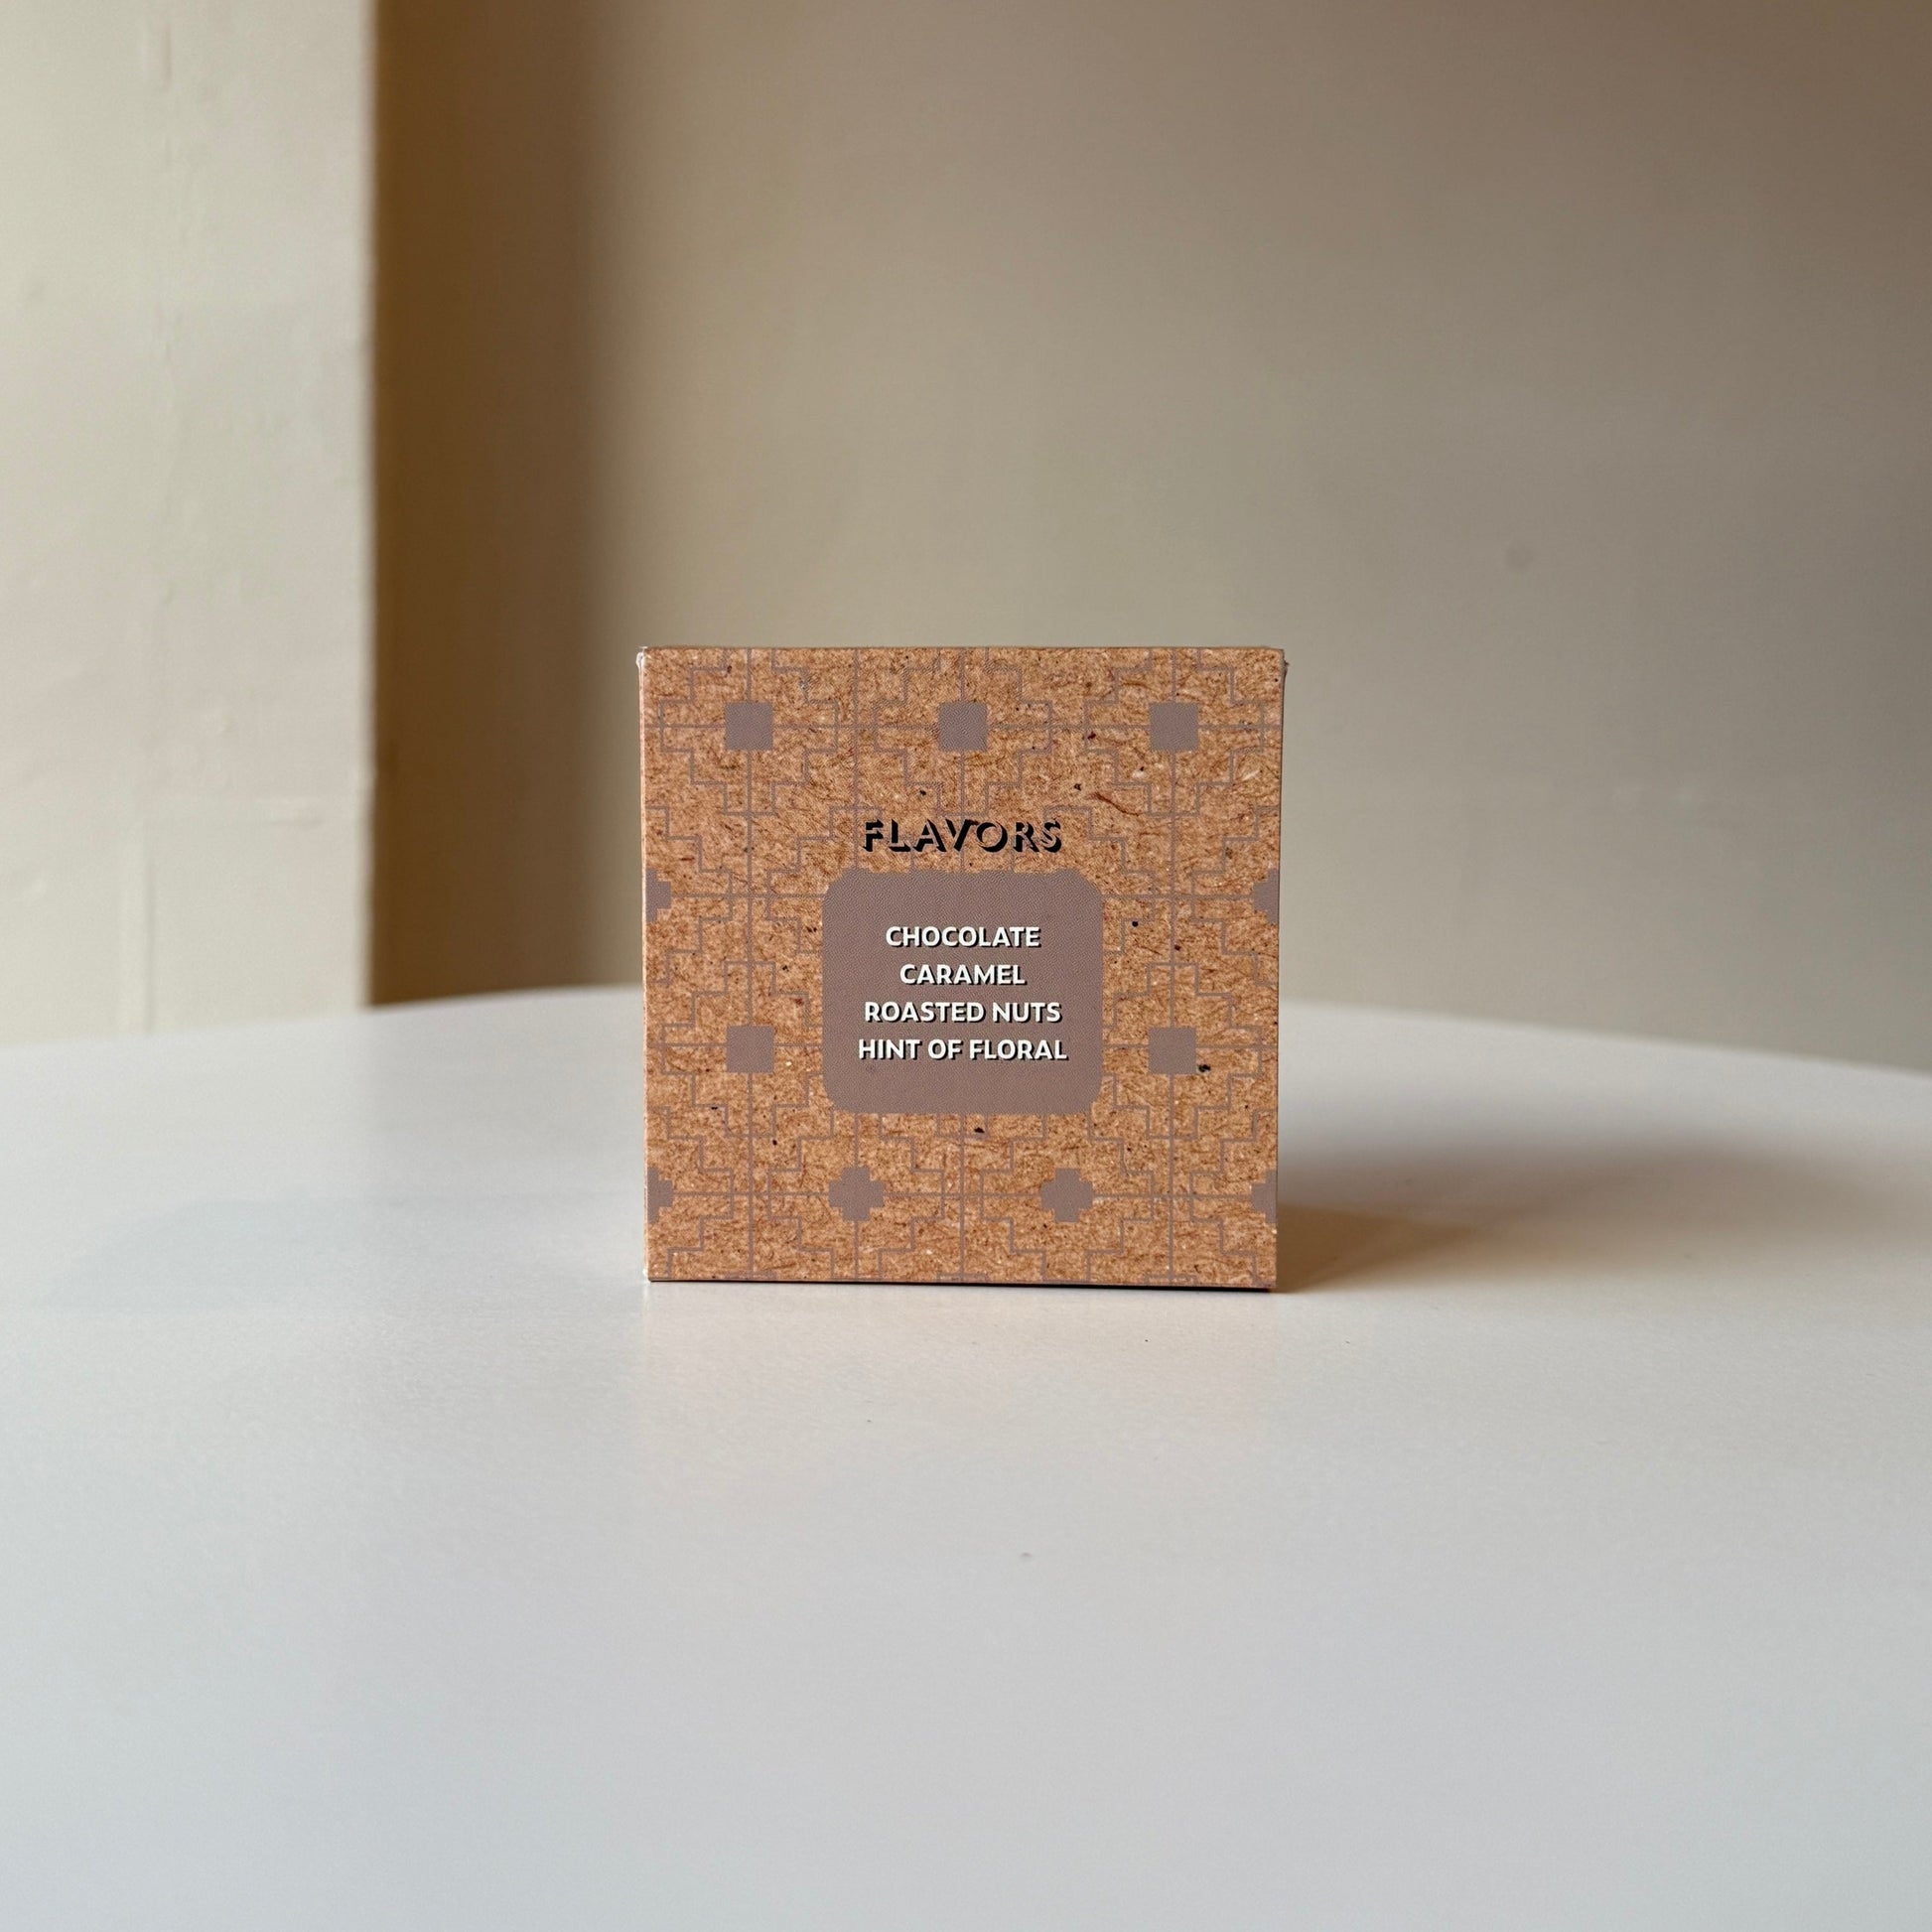 FLAVORS
CHOCOLATE
CARAMEL
ROASTED NUTS
HINT OF FLORAL